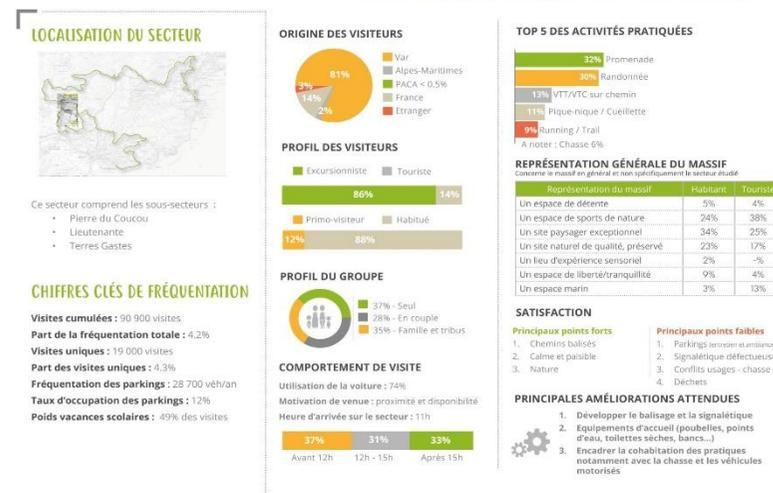 LOCALISATION DU SECTEUR
Ce secteur comprend les sous-secteurs :
• Pierre du Coucou
• Lieutenante
• Terres Gastes
CHIFFRES CLÉS DE FRÉQUENTATION
Visites cumulées : 90 900 visites
Part de la fréquentation totale : 4.2%
Visites uniques : 19 000 visites
Part des visites uniques : 4.3%
Fréquentation des parkings : 28 700 véh/an
Taux d'occupation des parkings : 12%
Poids vacances scolaires : 49% des visites
ORIGINE DES VISITEURS
81%
3%
14%
2%
Var
Alpes-Maritimes
PACA < 0.5%
France
Etranger
PROFIL DES VISITEURS
Excursionniste Touriste
86% 14%
Primo-visiteur Habitué
12% 88%
PROFIL DU GROUPE
37% - Seul
28% - En couple
35% - Famille et tribus
COMPORTEMENT DE VISITE
Utilisation de la voiture : 74%
Motivation de venue : proximité et disponibilité
Heure d'arrivée sur le secteur : 11h
37% 31% 33%
Avant 12h 12h - 15h Après 15h
TOP 5 DES ACTIVITÉS PRATIQUÉES
32% Promenade
30% Randonnée
13% VTT/VTC sur chemin
11% Pique-nique / Cueillette
9% Running / Trail
A noter : Chasse 6%
REPRÉSENTATION GÉNÉRALE DU MASSIF
Concerne le massif en général et non spécifiquement le secteur étudié
Représentation du massif Habitant Touriste
Un espace de détente 5% 4%
Un espace de sports de nature 24% 38%
Un site paysager exceptionnel 34% 25%
Un site naturel de qualité, préservé 23% 17%
Un lieu d'expérience sensoriel 2% -%
Un espace de liberté/tranquillité 9% 4%
Un espace marin 3% 13%
SATISFACTION
Principaux points forts
1. Chemins balisés
2. Calme et paisible
3. Nature
Principaux points faibles
1. Parkings (entretien et ambiance
2. Signalétique défectueuse
3. Conflits usages - chasse
4. Déchets
PRINCIPALES AMÉLIORATIONS ATTENDUES
1. Développer le balisage et la signalétique
2. Equipements d'accueil (poubelles, points
d'eau, toilettes sèches, bancs...)
3. Encadrer la cohabitation des pratiques
notamment avec la chasse et les véhicules
motorisés